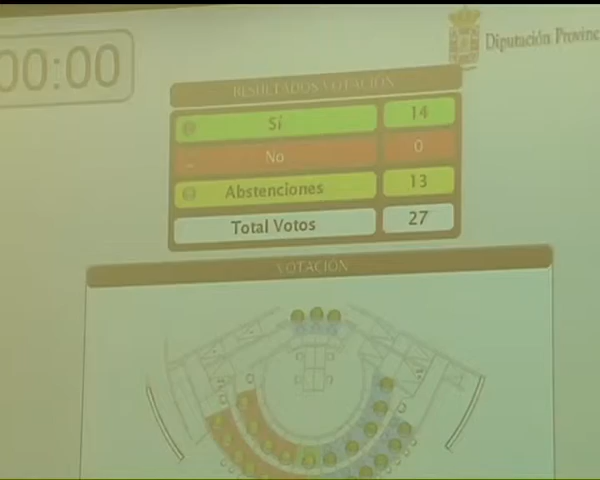 00:00
Diputación Provinc
RESULTADOS VOTACIÓN
Sí 14
No 0
Abstenciones 13
Total Votos 27
VOTACIÓN